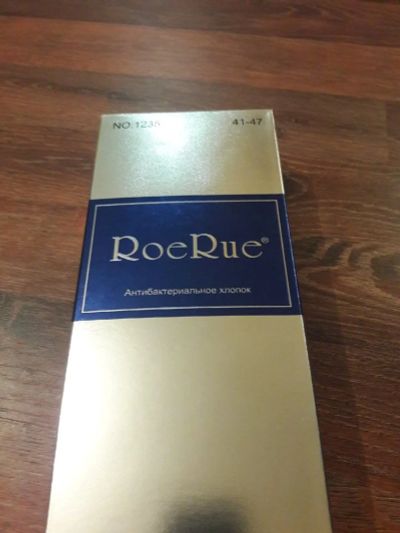 NO.1235 41-47
RoeRue®
Антибактериальное хлопок